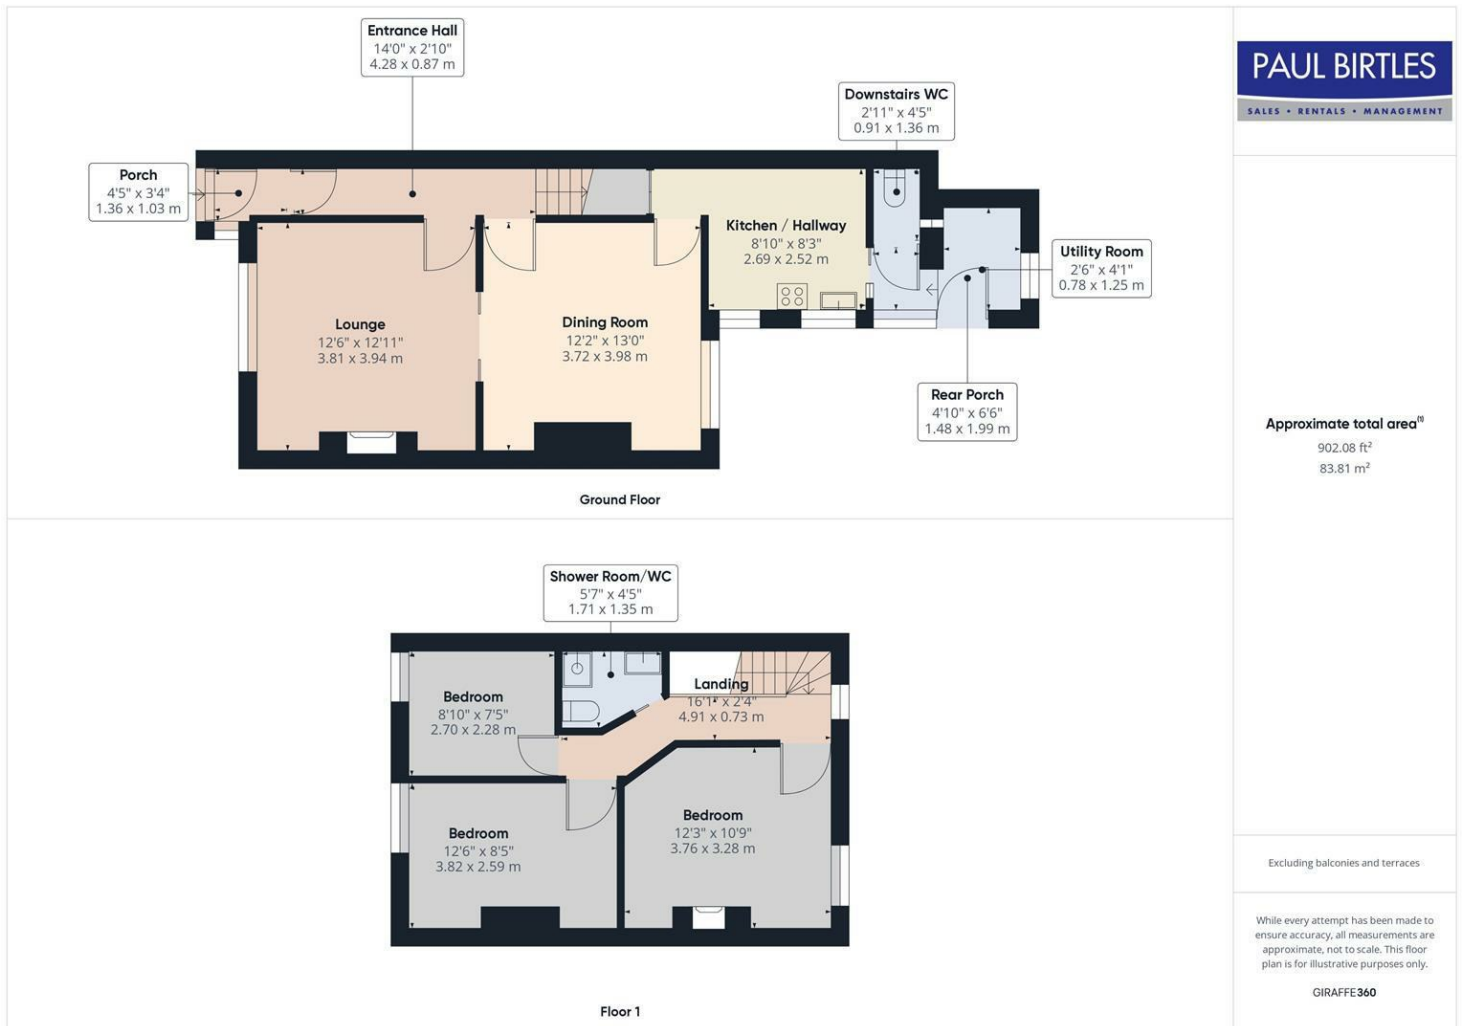 Entrance Hall
14'0" x 2'10"
4.28 x 0.87 m
Downstairs WC
2'11" x 4'5"
0.91 x 1.36 m
Porch
4'5" x 3'4"
1.36 x 1.03 m
Kitchen / Hallway
8'10" x 8'3"
2.69 x 2.52 m
Utility Room
2'6" x 4'1"
0.78 x 1.25 m
Lounge
12'6" x 12'11"
3.81 x 3.94 m
Dining Room
12'2" x 13'0"
3.72 x 3.98 m
Rear Porch
4'10" x 6'6"
1.48 x 1.99 m
Ground Floor
Shower Room/WC
5'7" x 4'5"
1.71 x 1.35 m
Bedroom
8'10" x 7'5"
2.70 x 2.28 m
Landing
16'1" x 2'4"
4.91 x 0.73 m
Bedroom
12'6" x 8'5"
3.82 x 2.59 m
Bedroom
12'3" x 10'9"
3.76 x 3.28 m
Floor 1
PAUL BIRTLES
SALES • RENTALS • MANAGEMENT
Approximate total area⁽¹⁾
902.08 ft²
83.81 m²
Excluding balconies and terraces
While every attempt has been made to
ensure accuracy, all measurements are
approximate, not to scale. This floor
plan is for illustrative purposes only.
GIRAFFE360